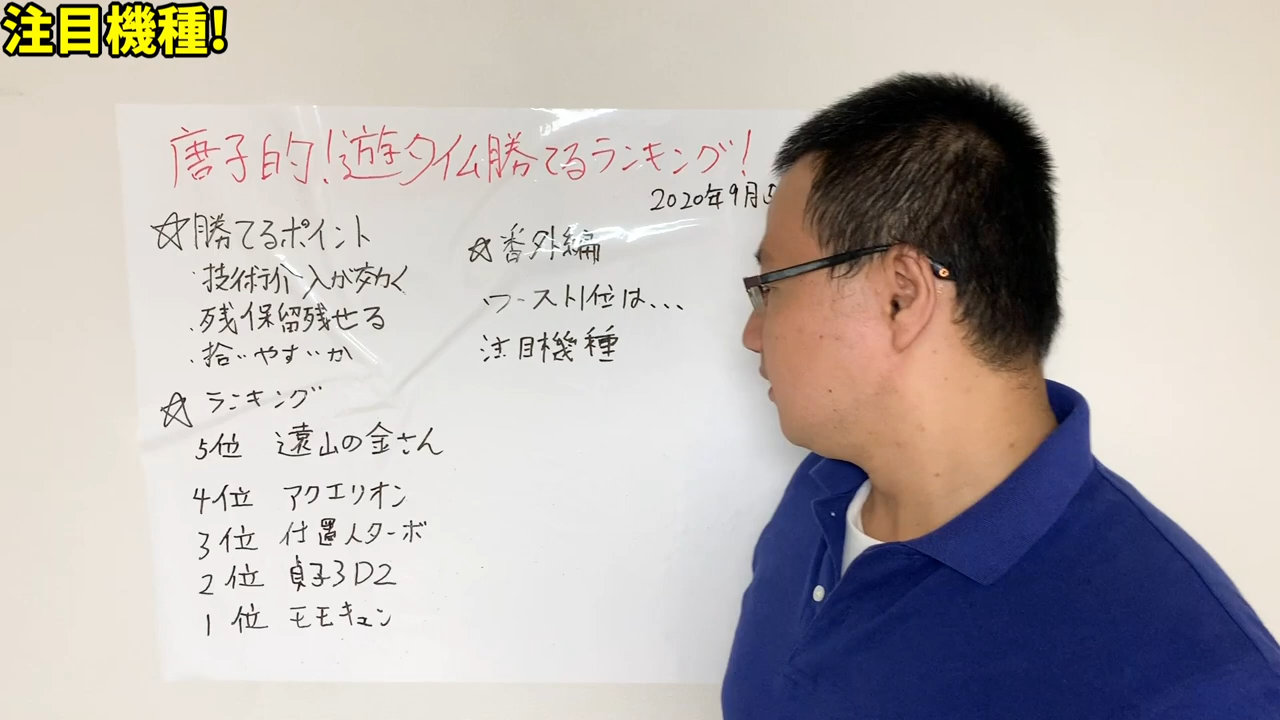 注目機種!
唐子的!遊タイム勝てるランキング!
2020年9月
☆勝てるポイント
・技術介入が効く
・残保留残せる
・拾いやすいか
☆ランキング
5位 遠山の金さん
4位 アクエリオン
3位 仕置人ターボ
2位 貞子3D2
1位 モモキュン
☆番外編
ワースト1位は...
注目機種